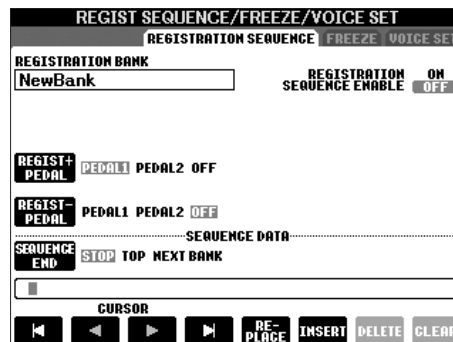 REGIST SEQUENCE/FREEZE/VOICE SET
REGISTRATION SEQUENCE FREEZE VOICE SET
REGISTRATION BANK
NewBank
REGISTRATION SEQUENCE ENABLE ON OFF
REGIST+ PEDAL PEDAL1 PEDAL2 OFF
REGIST- PEDAL PEDAL1 PEDAL2 OFF
SEQUENCE DATA
SEQUENCE END STOP TOP NEXT BANK
CURSOR
RE-PLACE INSERT DELETE CLEAR